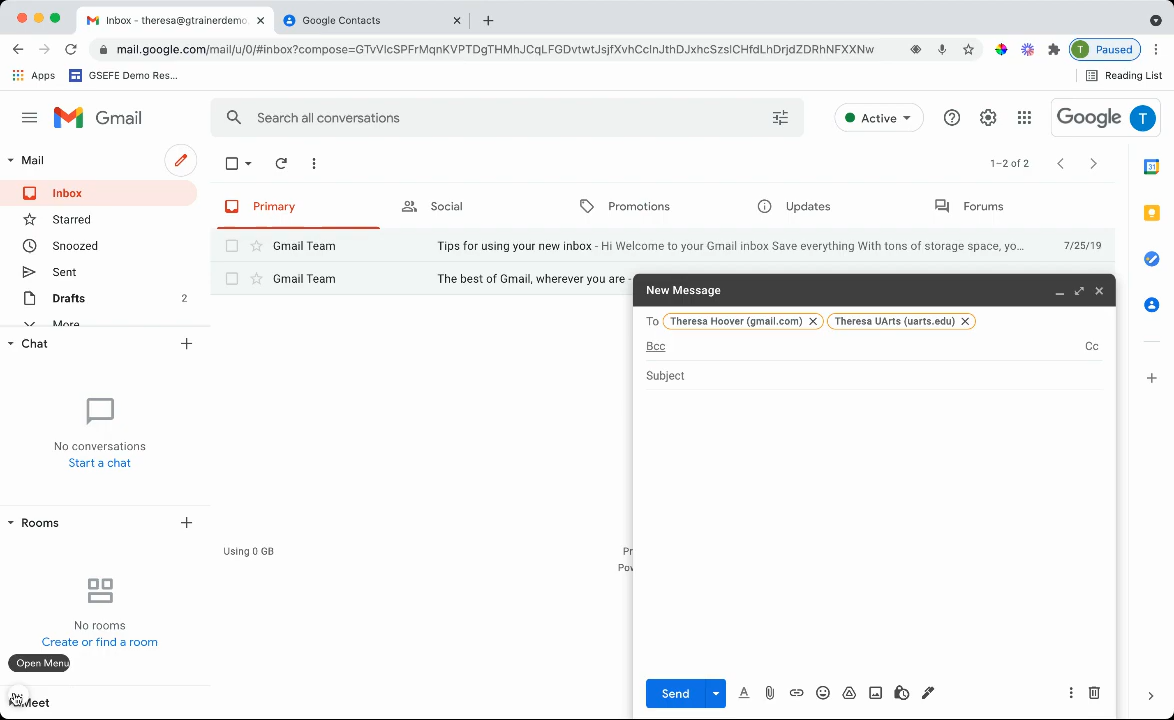 Inbox - theresa@gtrainerdemo.
Google Contacts
mail.google.com/mail/u/0/#inbox?compose=GTvVlcSPFrMqnKVPTDgTHMhJCqLFGDvtwtJsjfXvhCclnJthDJxhcSzslCHfdLhDrjdZDRhNFXXNw
T Paused
Apps
GSEFE Demo Res...
Reading List
Gmail
Search all conversations
Active
Google
T
Mail
1–2 of 2
Inbox
Primary
Social
Promotions
Updates
Forums
Starred
Snoozed
Gmail Team
Tips for using your new inbox - Hi Welcome to your Gmail inbox Save everything With tons of storage space, yo...
7/25/19
Sent
Gmail Team
The best of Gmail, wherever you are -
Drafts
2
More
Chat
No conversations
Start a chat
Rooms
No rooms
Create or find a room
Open Menu
Meet
Using 0 GB
Pr
Pow
New Message
To
Theresa Hoover (gmail.com)
Theresa UArts (uarts.edu)
Bcc
Cc
Subject
Send
31